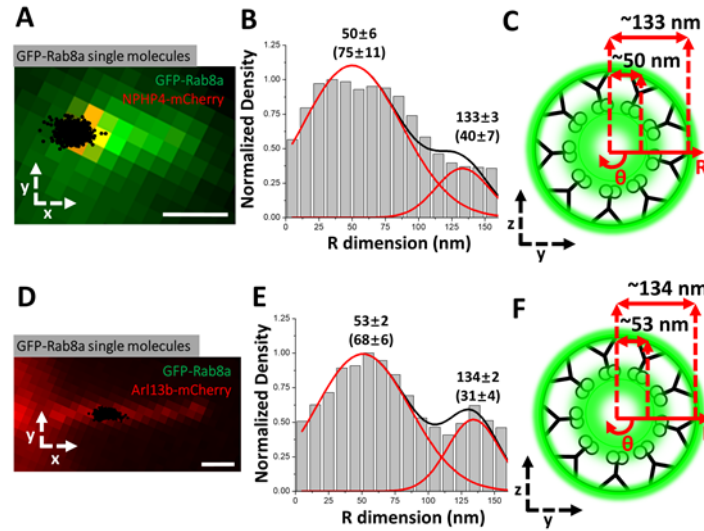 A
GFP-Rab8a single molecules
GFP-Rab8a
NPHP4-mCherry
y
x
B
50±6
(75±11)
133±3
(40±7)
Normalized Density
1.25
1.00
0.75
0.50
0.25
0.00
0 25 50 75 100 125 150
R dimension (nm)
C
~133 nm
~50 nm
R
θ
z
y
D
GFP-Rab8a single molecules
GFP-Rab8a
Arl13b-mCherry
y
x
E
53±2
(68±6)
134±2
(31±4)
Normalized Density
1.25
1.00
0.75
0.50
0.25
0.00
0 25 50 75 100 125 150
R dimension (nm)
F
~134 nm
~53 nm
θ
z
y